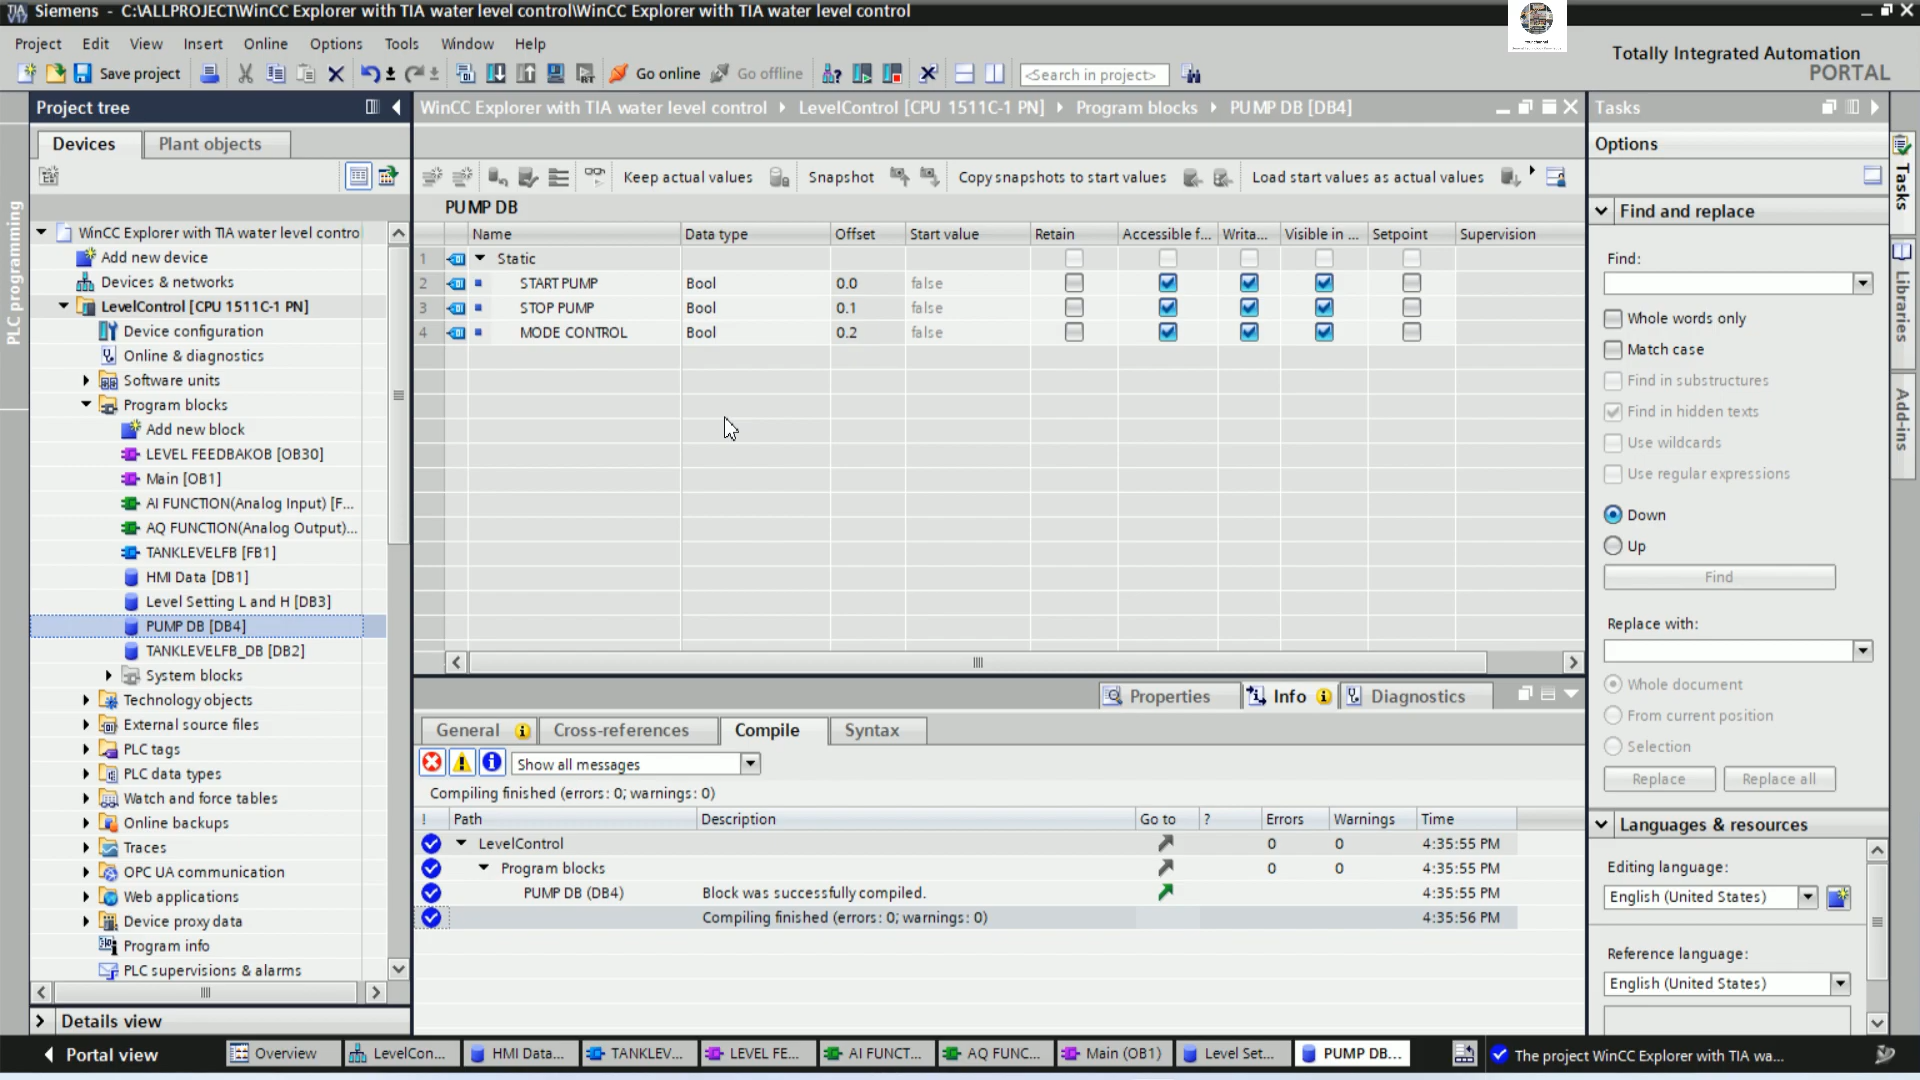 Siemens - C:\ALLPROJECT\WinCC Explorer with TIA water level control\WinCC Explorer with TIA water level control
Project Edit View Insert Online Options Tools Window Help
Totally Integrated Automation
PORTAL
Save project
Go online
Go offline
<Search in project>
Project tree
WinCC Explorer with TIA water level control
LevelControl [CPU 1511C-1 PN]
Program blocks
PUMP DB [DB4]
Tasks
Devices
Plant objects
Options
Keep actual values
Snapshot
Copy snapshots to start values
Load start values as actual values
PUMP DB
Name Data type Offset Start value Retain Accessible f... Writa... Visible in ... Setpoint Supervision
1 Static
2 START PUMP Bool 0.0 false
3 STOP PUMP Bool 0.1 false
4 MODE CONTROL Bool 0.2 false
PLC programming
WinCC Explorer with TIA water level contro
Add new device
Devices & networks
LevelControl [CPU 1511C-1 PN]
Device configuration
Online & diagnostics
Software units
Program blocks
Add new block
LEVEL FEEDBAKOB [OB30]
Main [OB1]
AI FUNCTION(Analog Input) [F...
AQ FUNCTION(Analog Output)...
TANKLEVELFB [FB1]
HMI Data [DB1]
Level Setting L and H [DB3]
PUMP DB [DB4]
TANKLEVELFB_DB [DB2]
System blocks
Technology objects
External source files
PLC tags
PLC data types
Watch and force tables
Online backups
Traces
OPC UA communication
Web applications
Device proxy data
Program info
PLC supervisions & alarms
Details view
Properties
Info
Diagnostics
General
Cross-references
Compile
Syntax
Show all messages
Compiling finished (errors: 0; warnings: 0)
! Path Description Go to ? Errors Warnings Time
LevelControl 0 0 4:35:55 PM
Program blocks 0 0 4:35:55 PM
PUMP DB (DB4) Block was successfully compiled. 4:35:55 PM
Compiling finished (errors: 0; warnings: 0) 4:35:56 PM
Find and replace
Find:
Whole words only
Match case
Find in substructures
Find in hidden texts
Use wildcards
Use regular expressions
Down
Up
Find
Replace with:
Whole document
From current position
Selection
Replace
Replace all
Languages & resources
Editing language:
English (United States)
Reference language:
English (United States)
Tasks
Libraries
Add-ins
Portal view
Overview
LevelCon...
HMI Data...
TANKLEV...
LEVEL FE...
AI FUNCT...
AQ FUNC...
Main (OB1)
Level Set...
PUMP DB...
The project WinCC Explorer with TIA wa...